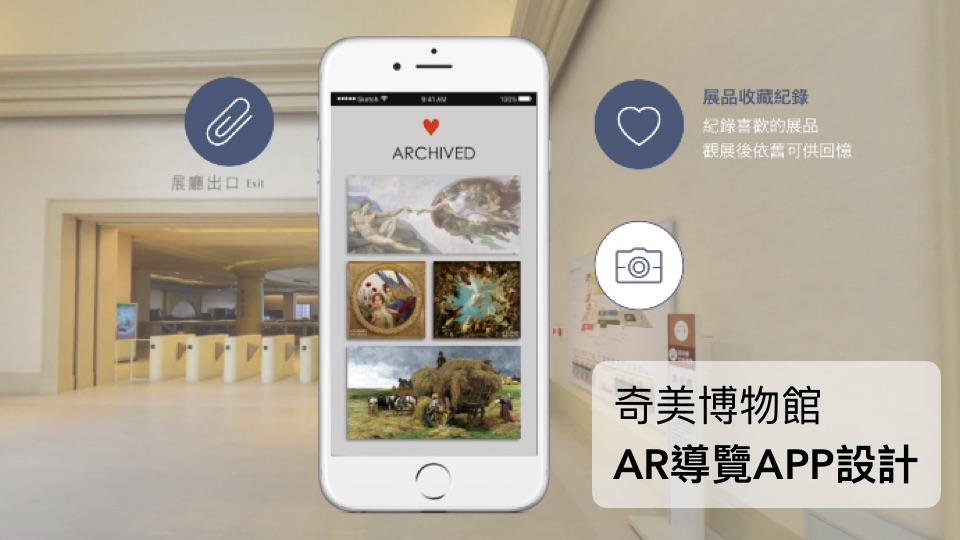 Sketch
9:41 AM
100%
ARCHIVED
展廳出口 Exit
展品收藏紀錄
紀錄喜歡的展品
觀展後依舊可供回憶
奇美博物館
AR導覽APP設計